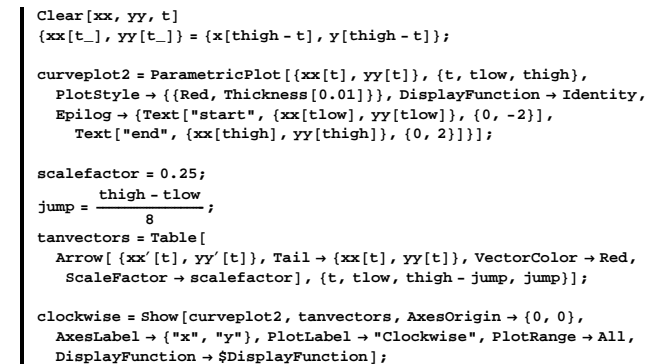 Clear[xx, yy, t]
{xx[t_], yy[t_]} = {x[thigh - t], y[thigh - t]};
curveplot2 = ParametricPlot[{xx[t], yy[t]}, {t, tlow, thigh},
PlotStyle → {{Red, Thickness[0.01]}}, DisplayFunction → Identity,
Epilog → {Text["start", {xx[tlow], yy[tlow]}, {0, -2}],
Text["end", {xx[thigh], yy[thigh]}, {0, 2}]}];
scalefactor = 0.25;
thigh - tlow
jump = ;
8
tanvectors = Table[
Arrow[ {xx′[t], yy′[t]}, Tail → {xx[t], yy[t]}, VectorColor → Red,
ScaleFactor → scalefactor], {t, tlow, thigh - jump, jump}];
clockwise = Show[curveplot2, tanvectors, AxesOrigin → {0, 0},
AxesLabel → {"x", "y"}, PlotLabel → "Clockwise", PlotRange → All,
DisplayFunction → $DisplayFunction];